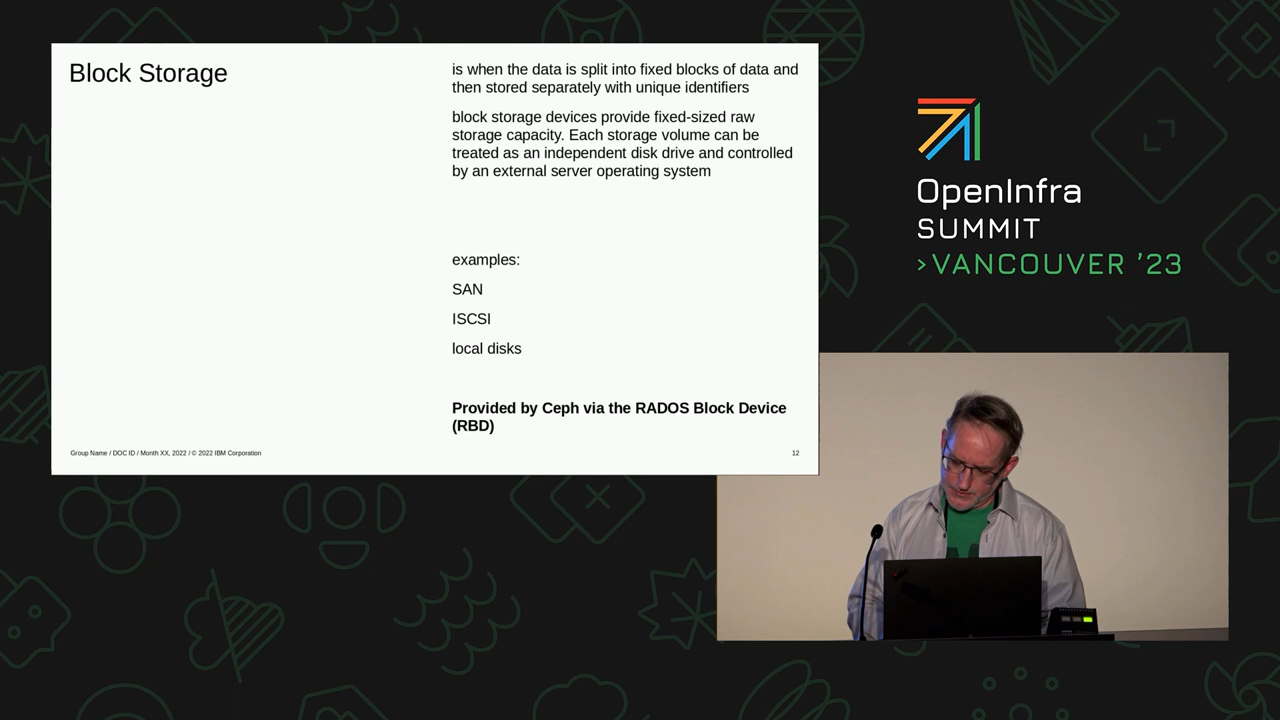 Block Storage
is when the data is split into fixed blocks of data and
then stored separately with unique identifiers
block storage devices provide fixed-sized raw
storage capacity. Each storage volume can be
treated as an independent disk drive and controlled
by an external server operating system
examples:
SAN
ISCSI
local disks
Provided by Ceph via the RADOS Block Device
(RBD)
Group Name / DOC ID / Month XX, 2022 / © 2022 IBM Corporation
12
OpenInfra
SUMMIT
>VANCOUVER ’23